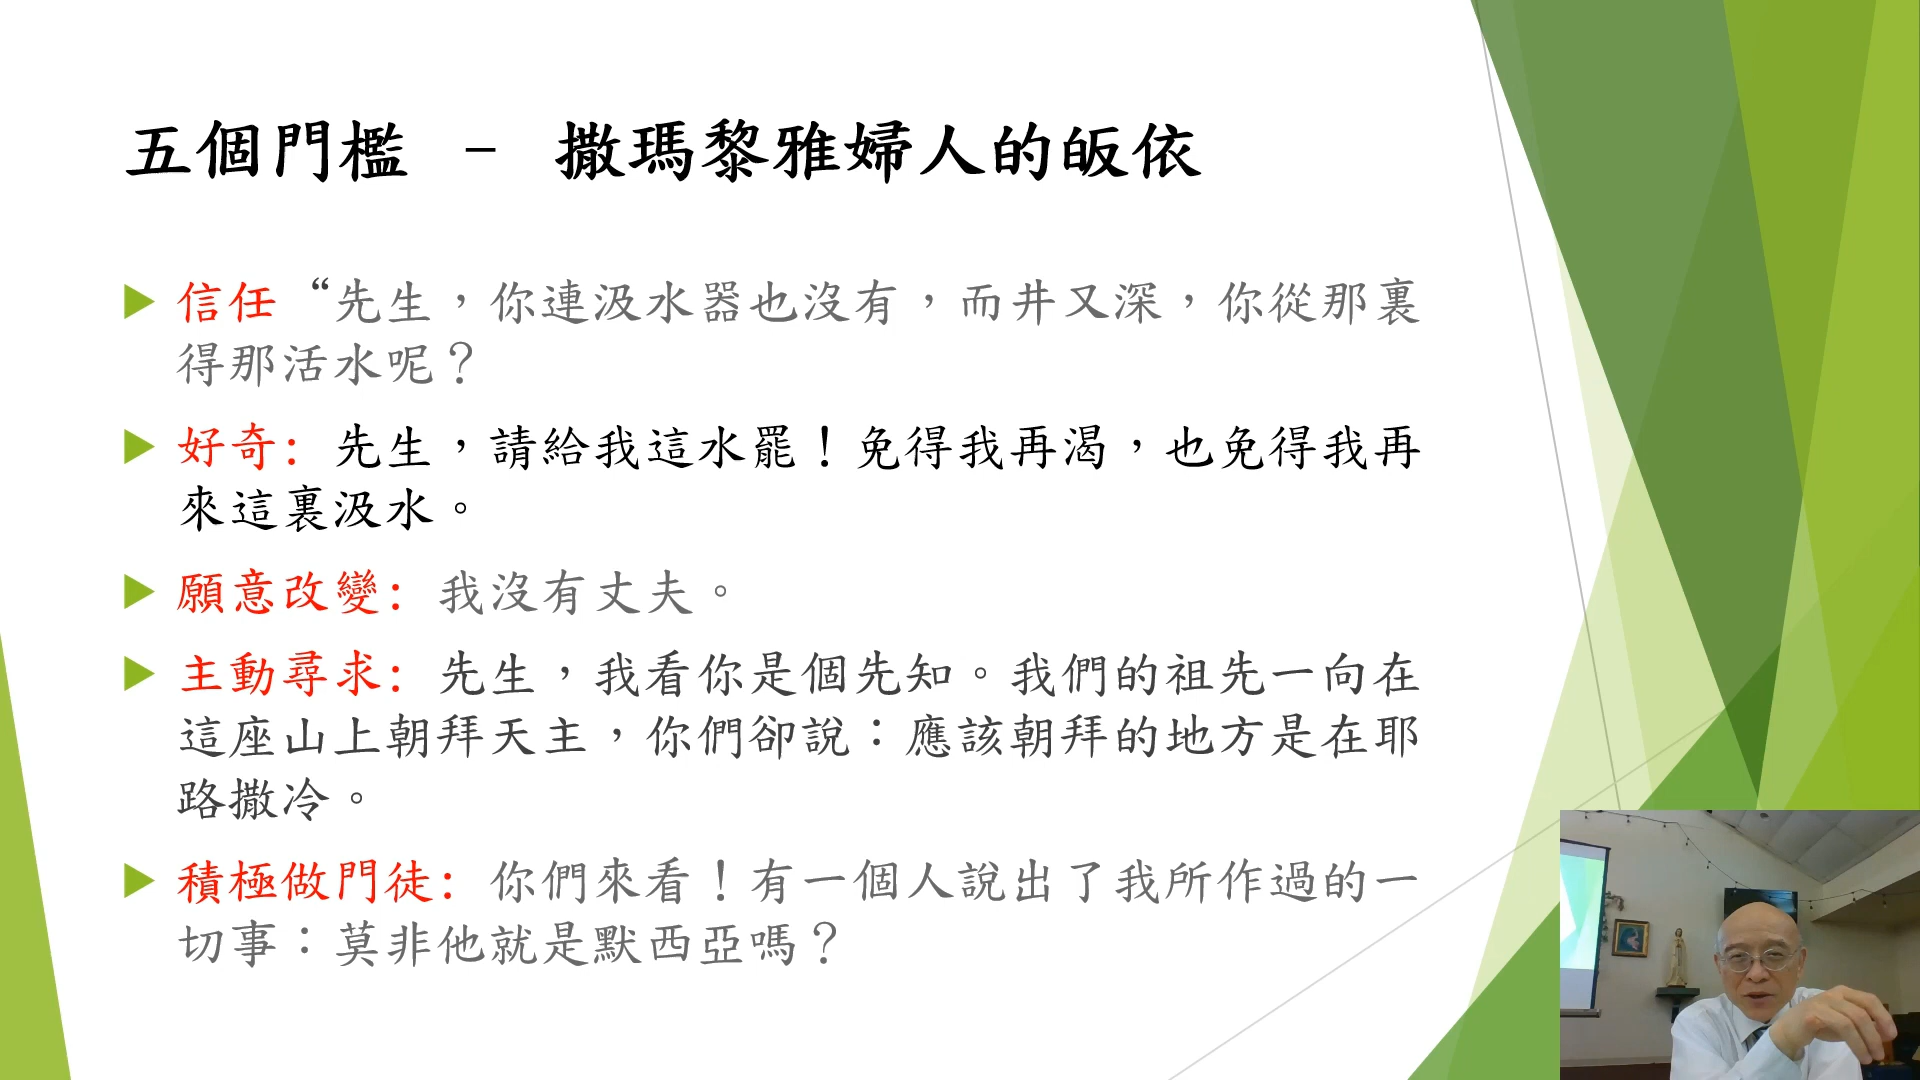 五個門檻 - 撒瑪黎雅婦人的皈依
信任“先生，你連汲水器也沒有，而井又深，你從那裏
得那活水呢？
好奇: 先生，請給我這水罷！免得我再渴，也免得我再
來這裏汲水。
願意改變: 我沒有丈夫。
主動尋求: 先生，我看你是個先知。我們的祖先一向在
這座山上朝拜天主，你們卻說：應該朝拜的地方是在耶
路撒冷。
積極做門徒: 你們來看！有一個人說出了我所作過的一
切事：莫非他就是默西亞嗎？